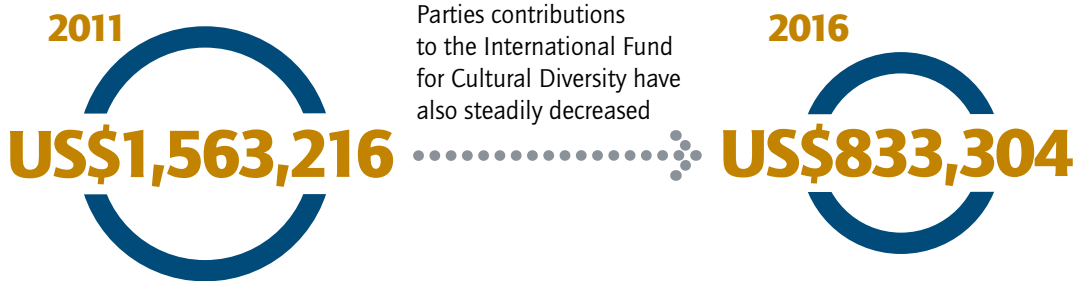 2011
US$1,563,216
Parties contributions
to the International Fund
for Cultural Diversity have
also steadily decreased
2016
US$833,304